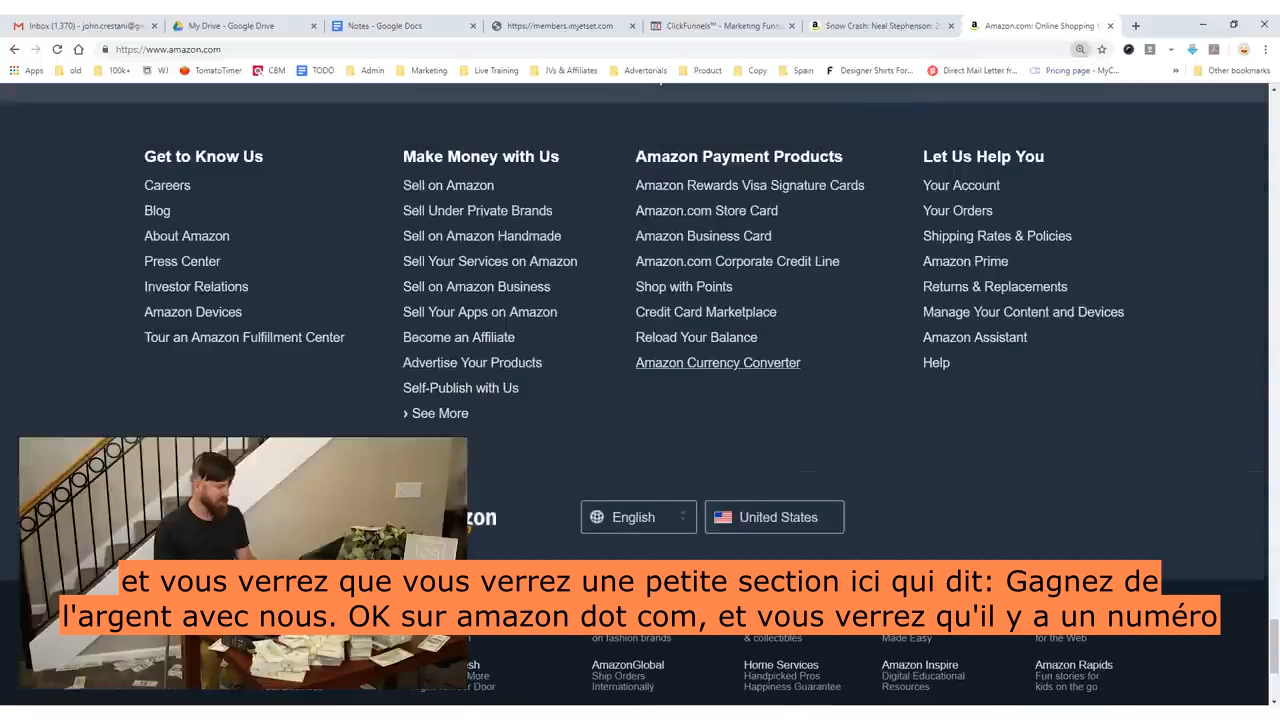 Inbox (1,370) - john.crestani@g
My Drive - Google Drive
Notes - Google Docs
https://members.imjetset.com
ClickFunnels™ - Marketing Funn
Snow Crash: Neal Stephenson:
Amazon.com: Online Shopping
https://www.amazon.com
Apps
old
100k+
WJ
TomatoTimer
CBM
TODO
Admin
Marketing
Live Training
JVs & Affiliates
Advertorials
Product
Copy
Spain
Designer Shirts For...
Direct Mail Letter fr...
Pricing page - MyC...
»
Other bookmarks
Get to Know Us
Careers
Blog
About Amazon
Press Center
Investor Relations
Amazon Devices
Tour an Amazon Fulfillment Center
Make Money with Us
Sell on Amazon
Sell Under Private Brands
Sell on Amazon Handmade
Sell Your Services on Amazon
Sell on Amazon Business
Sell Your Apps on Amazon
Become an Affiliate
Advertise Your Products
Self-Publish with Us
› See More
Amazon Payment Products
Amazon Rewards Visa Signature Cards
Amazon.com Store Card
Amazon Business Card
Amazon.com Corporate Credit Line
Shop with Points
Credit Card Marketplace
Reload Your Balance
Amazon Currency Converter
Let Us Help You
Your Account
Your Orders
Shipping Rates & Policies
Amazon Prime
Returns & Replacements
Manage Your Content and Devices
Amazon Assistant
Help
zon
English
United States
et vous verrez que vous verrez une petite section ici qui dit: Gagnez de
l'argent avec nous. OK sur amazon dot com, et vous verrez qu'il y a un numéro
on fashion brands
& collectibles
Made Easy
for the Web
AmazonGlobal
Ship Orders
Internationally
Home Services
Handpicked Pros
Happiness Guarantee
Amazon Inspire
Digital Educational
Resources
Amazon Rapids
Fun stories for
kids on the go